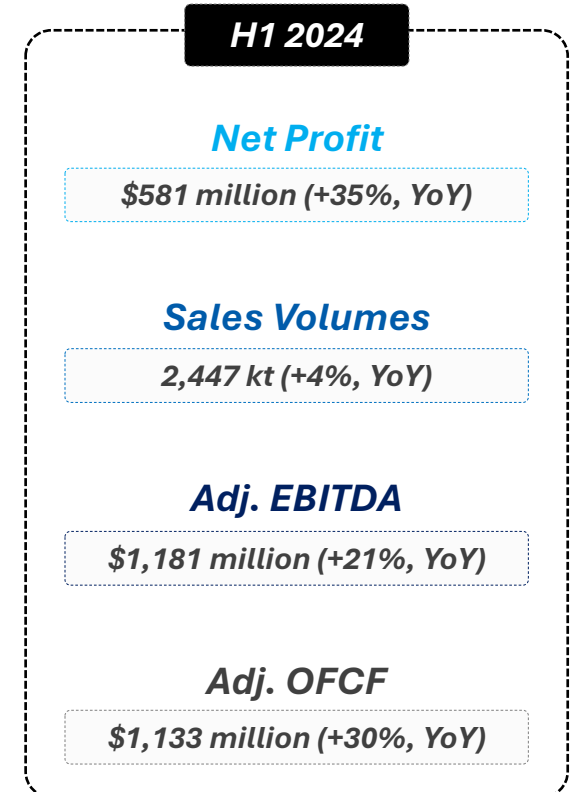 H1 2024
Net Profit
$581 million (+35%, YoY)
Sales Volumes
2,447 kt (+4%, YoY)
Adj. EBITDA
$1,181 million (+21%, YoY)
Adj. OFCF
$1,133 million (+30%, YoY)